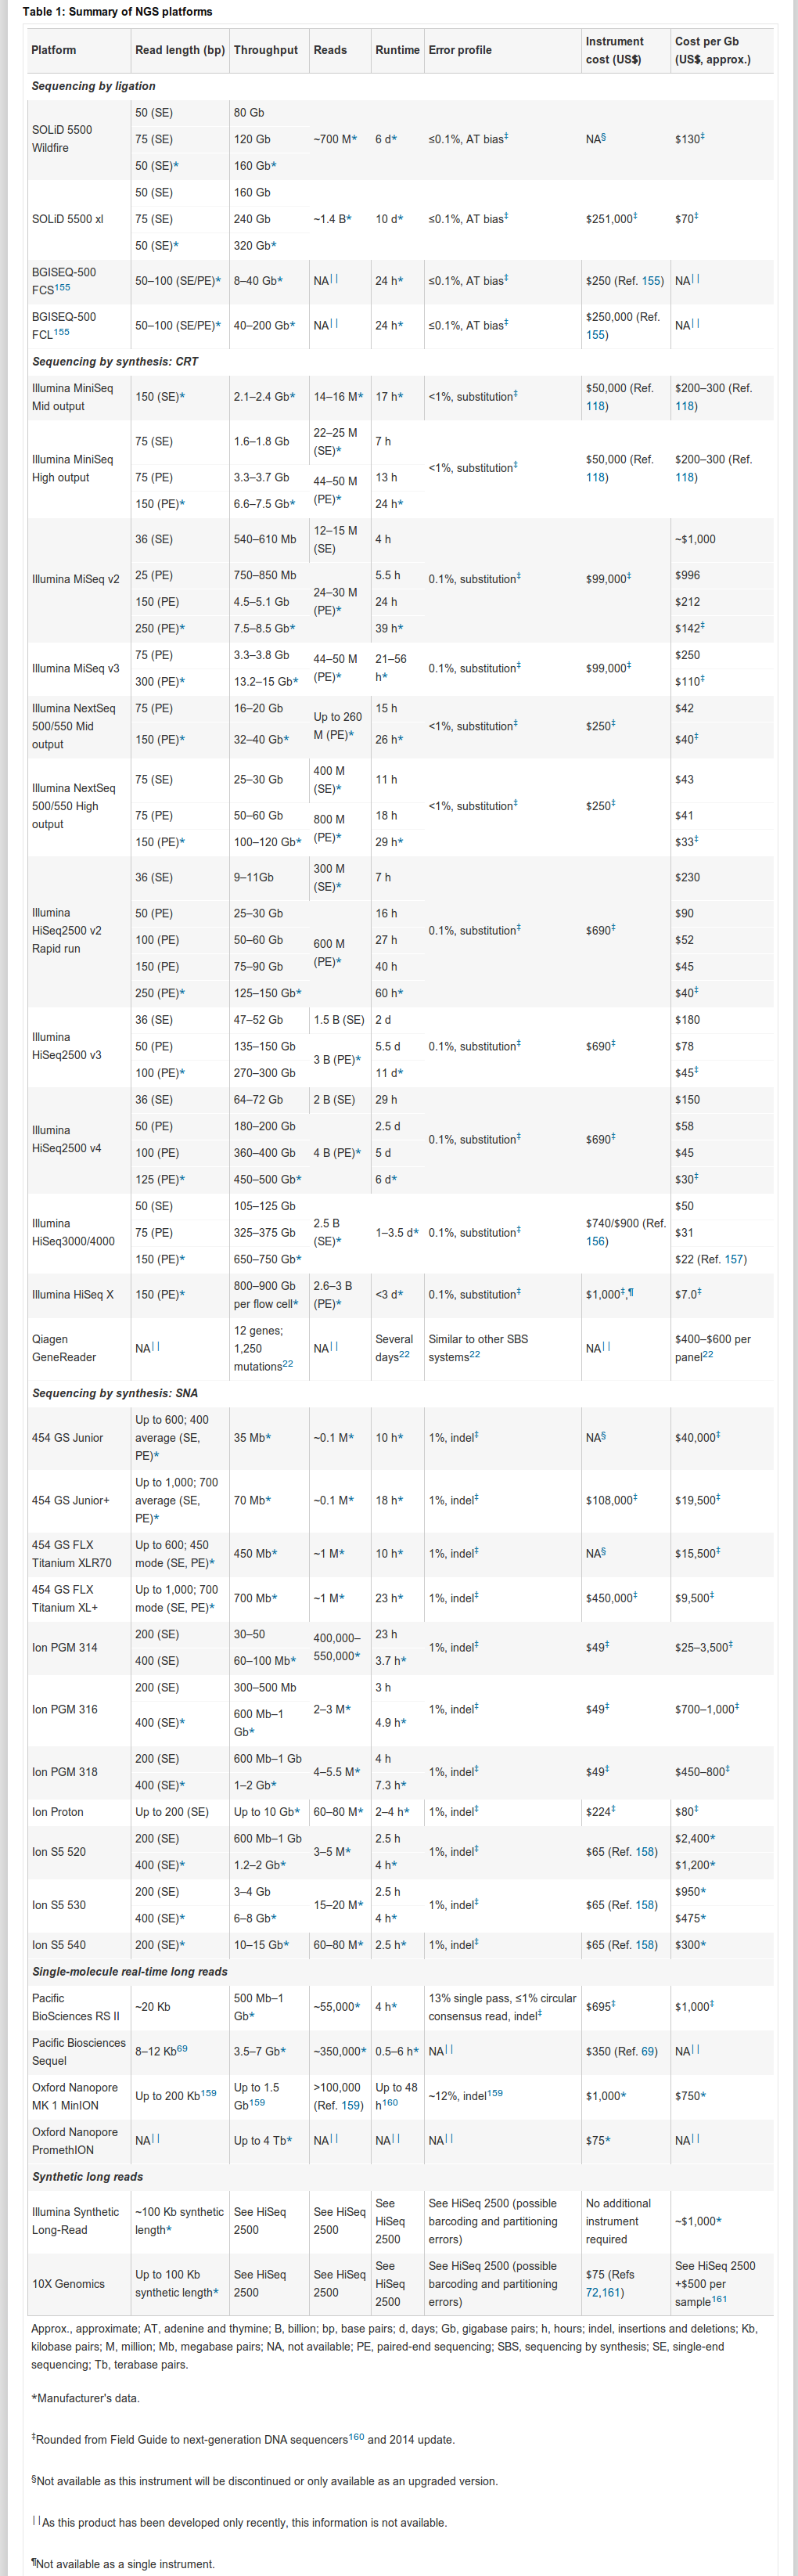 Table 1: Summary of NGS platforms
Platform Read length (bp) Throughput Reads Runtime Error profile Instrument cost (US$) Cost per Gb (US$, approx.)
Sequencing by ligation
SOLiD 5500 Wildfire 50 (SE) 80 Gb ~700 M* 6 d* ≤0.1%, AT bias‡ NA§ $130‡
75 (SE) 120 Gb
50 (SE)* 160 Gb*
SOLiD 5500 xl 50 (SE) 160 Gb ~1.4 B* 10 d* ≤0.1%, AT bias‡ $251,000‡ $70‡
75 (SE) 240 Gb
50 (SE)* 320 Gb*
BGISEQ-500 FCS155 50–100 (SE/PE)* 8–40 Gb* NA|| 24 h* ≤0.1%, AT bias‡ $250 (Ref. 155) NA||
BGISEQ-500 FCL155 50–100 (SE/PE)* 40–200 Gb* NA|| 24 h* ≤0.1%, AT bias‡ $250,000 (Ref. 155) NA||
Sequencing by synthesis: CRT
Illumina MiniSeq Mid output 150 (SE)* 2.1–2.4 Gb* 14–16 M* 17 h* <1%, substitution‡ $50,000 (Ref. 118) $200–300 (Ref. 118)
Illumina MiniSeq High output 75 (SE) 1.6–1.8 Gb 22–25 M (SE)* 7 h <1%, substitution‡ $50,000 (Ref. 118) $200–300 (Ref. 118)
75 (PE) 3.3–3.7 Gb 44–50 M (PE)* 13 h
150 (PE)* 6.6–7.5 Gb* 24 h*
Illumina MiSeq v2 36 (SE) 540–610 Mb 12–15 M (SE) 4 h 0.1%, substitution‡ $99,000‡ ~$1,000
25 (PE) 750–850 Mb 24–30 M (PE)* 5.5 h $996
150 (PE) 4.5–5.1 Gb 24 h $212
250 (PE)* 7.5–8.5 Gb* 39 h* $142‡
Illumina MiSeq v3 75 (PE) 3.3–3.8 Gb 44–50 M (PE)* 21–56 h* 0.1%, substitution‡ $99,000‡ $250
300 (PE)* 13.2–15 Gb* $110‡
Illumina NextSeq 500/550 Mid output 75 (PE) 16–20 Gb Up to 260 M (PE)* 15 h <1%, substitution‡ $250‡ $42
150 (PE)* 32–40 Gb* 26 h* $40‡
Illumina NextSeq 500/550 High output 75 (SE) 25–30 Gb 400 M (SE)* 11 h <1%, substitution‡ $250‡ $43
75 (PE) 50–60 Gb 800 M (PE)* 18 h $41
150 (PE)* 100–120 Gb* 29 h* $33‡
Illumina HiSeq2500 v2 Rapid run 36 (SE) 9–11Gb 300 M (SE)* 7 h 0.1%, substitution‡ $690‡ $230
50 (PE) 25–30 Gb 600 M (PE)* 16 h $90
100 (PE) 50–60 Gb 27 h $52
150 (PE) 75–90 Gb 40 h $45
250 (PE)* 125–150 Gb* 60 h* $40‡
Illumina HiSeq2500 v3 36 (SE) 47–52 Gb 1.5 B (SE) 2 d 0.1%, substitution‡ $690‡ $180
50 (PE) 135–150 Gb 3 B (PE)* 5.5 d $78
100 (PE)* 270–300 Gb 11 d* $45‡
Illumina HiSeq2500 v4 36 (SE) 64–72 Gb 2 B (SE) 29 h 0.1%, substitution‡ $690‡ $150
50 (PE) 180–200 Gb 4 B (PE)* 2.5 d $58
100 (PE) 360–400 Gb 5 d $45
125 (PE)* 450–500 Gb* 6 d* $30‡
Illumina HiSeq3000/4000 50 (SE) 105–125 Gb 2.5 B (SE)* 1–3.5 d* 0.1%, substitution‡ $740/$900 (Ref. 156) $50
75 (PE) 325–375 Gb $31
150 (PE)* 650–750 Gb* $22 (Ref. 157)
Illumina HiSeq X 150 (PE)* 800–900 Gb per flow cell* 2.6–3 B (PE)* <3 d* 0.1%, substitution‡ $1,000‡,¶ $7.0‡
Qiagen GeneReader NA|| 12 genes; 1,250 mutations22 NA|| Several days22 Similar to other SBS systems22 NA|| $400–$600 per panel22
Sequencing by synthesis: SNA
454 GS Junior Up to 600; 400 average (SE, PE)* 35 Mb* ~0.1 M* 10 h* 1%, indel‡ NA§ $40,000‡
454 GS Junior+ Up to 1,000; 700 average (SE, PE)* 70 Mb* ~0.1 M* 18 h* 1%, indel‡ $108,000‡ $19,500‡
454 GS FLX Titanium XLR70 Up to 600; 450 mode (SE, PE)* 450 Mb* ~1 M* 10 h* 1%, indel‡ NA§ $15,500‡
454 GS FLX Titanium XL+ Up to 1,000; 700 mode (SE, PE)* 700 Mb* ~1 M* 23 h* 1%, indel‡ $450,000‡ $9,500‡
Ion PGM 314 200 (SE) 30–50 400,000–550,000* 23 h 1%, indel‡ $49‡ $25–3,500‡
400 (SE) 60–100 Mb* 3.7 h*
Ion PGM 316 200 (SE) 300–500 Mb 2–3 M* 3 h 1%, indel‡ $49‡ $700–1,000‡
400 (SE)* 600 Mb–1 Gb* 4.9 h*
Ion PGM 318 200 (SE) 600 Mb–1 Gb 4–5.5 M* 4 h 1%, indel‡ $49‡ $450–800‡
400 (SE)* 1–2 Gb* 7.3 h*
Ion Proton Up to 200 (SE) Up to 10 Gb* 60–80 M* 2–4 h* 1%, indel‡ $224‡ $80‡
Ion S5 520 200 (SE) 600 Mb–1 Gb 3–5 M* 2.5 h 1%, indel‡ $65 (Ref. 158) $2,400*
400 (SE)* 1.2–2 Gb* 4 h* $1,200*
Ion S5 530 200 (SE) 3–4 Gb 15–20 M* 2.5 h 1%, indel‡ $65 (Ref. 158) $950*
400 (SE)* 6–8 Gb* 4 h* $475*
Ion S5 540 200 (SE)* 10–15 Gb* 60–80 M* 2.5 h* 1%, indel‡ $65 (Ref. 158) $300*
Single-molecule real-time long reads
Pacific BioSciences RS II ~20 Kb 500 Mb–1 Gb* ~55,000* 4 h* 13% single pass, ≤1% circular consensus read, indel‡ $695‡ $1,000‡
Pacific Biosciences Sequel 8–12 Kb69 3.5–7 Gb* ~350,000* 0.5–6 h* NA|| $350 (Ref. 69) NA||
Oxford Nanopore MK 1 MinION Up to 200 Kb159 Up to 1.5 Gb159 >100,000 (Ref. 159) Up to 48 h160 ~12%, indel159 $1,000* $750*
Oxford Nanopore PromethION NA|| Up to 4 Tb* NA|| NA|| NA|| $75* NA||
Synthetic long reads
Illumina Synthetic Long-Read ~100 Kb synthetic length* See HiSeq 2500 See HiSeq 2500 See HiSeq 2500 See HiSeq 2500 (possible barcoding and partitioning errors) No additional instrument required ~$1,000*
10X Genomics Up to 100 Kb synthetic length* See HiSeq 2500 See HiSeq 2500 See HiSeq 2500 See HiSeq 2500 (possible barcoding and partitioning errors) $75 (Refs 72,161) See HiSeq 2500 +$500 per sample161
Approx., approximate; AT, adenine and thymine; B, billion; bp, base pairs; d, days; Gb, gigabase pairs; h, hours; indel, insertions and deletions; Kb,
kilobase pairs; M, million; Mb, megabase pairs; NA, not available; PE, paired-end sequencing; SBS, sequencing by synthesis; SE, single-end
sequencing; Tb, terabase pairs.
*Manufacturer's data.
‡Rounded from Field Guide to next-generation DNA sequencers160 and 2014 update.
§Not available as this instrument will be discontinued or only available as an upgraded version.
||As this product has been developed only recently, this information is not available.
¶Not available as a single instrument.